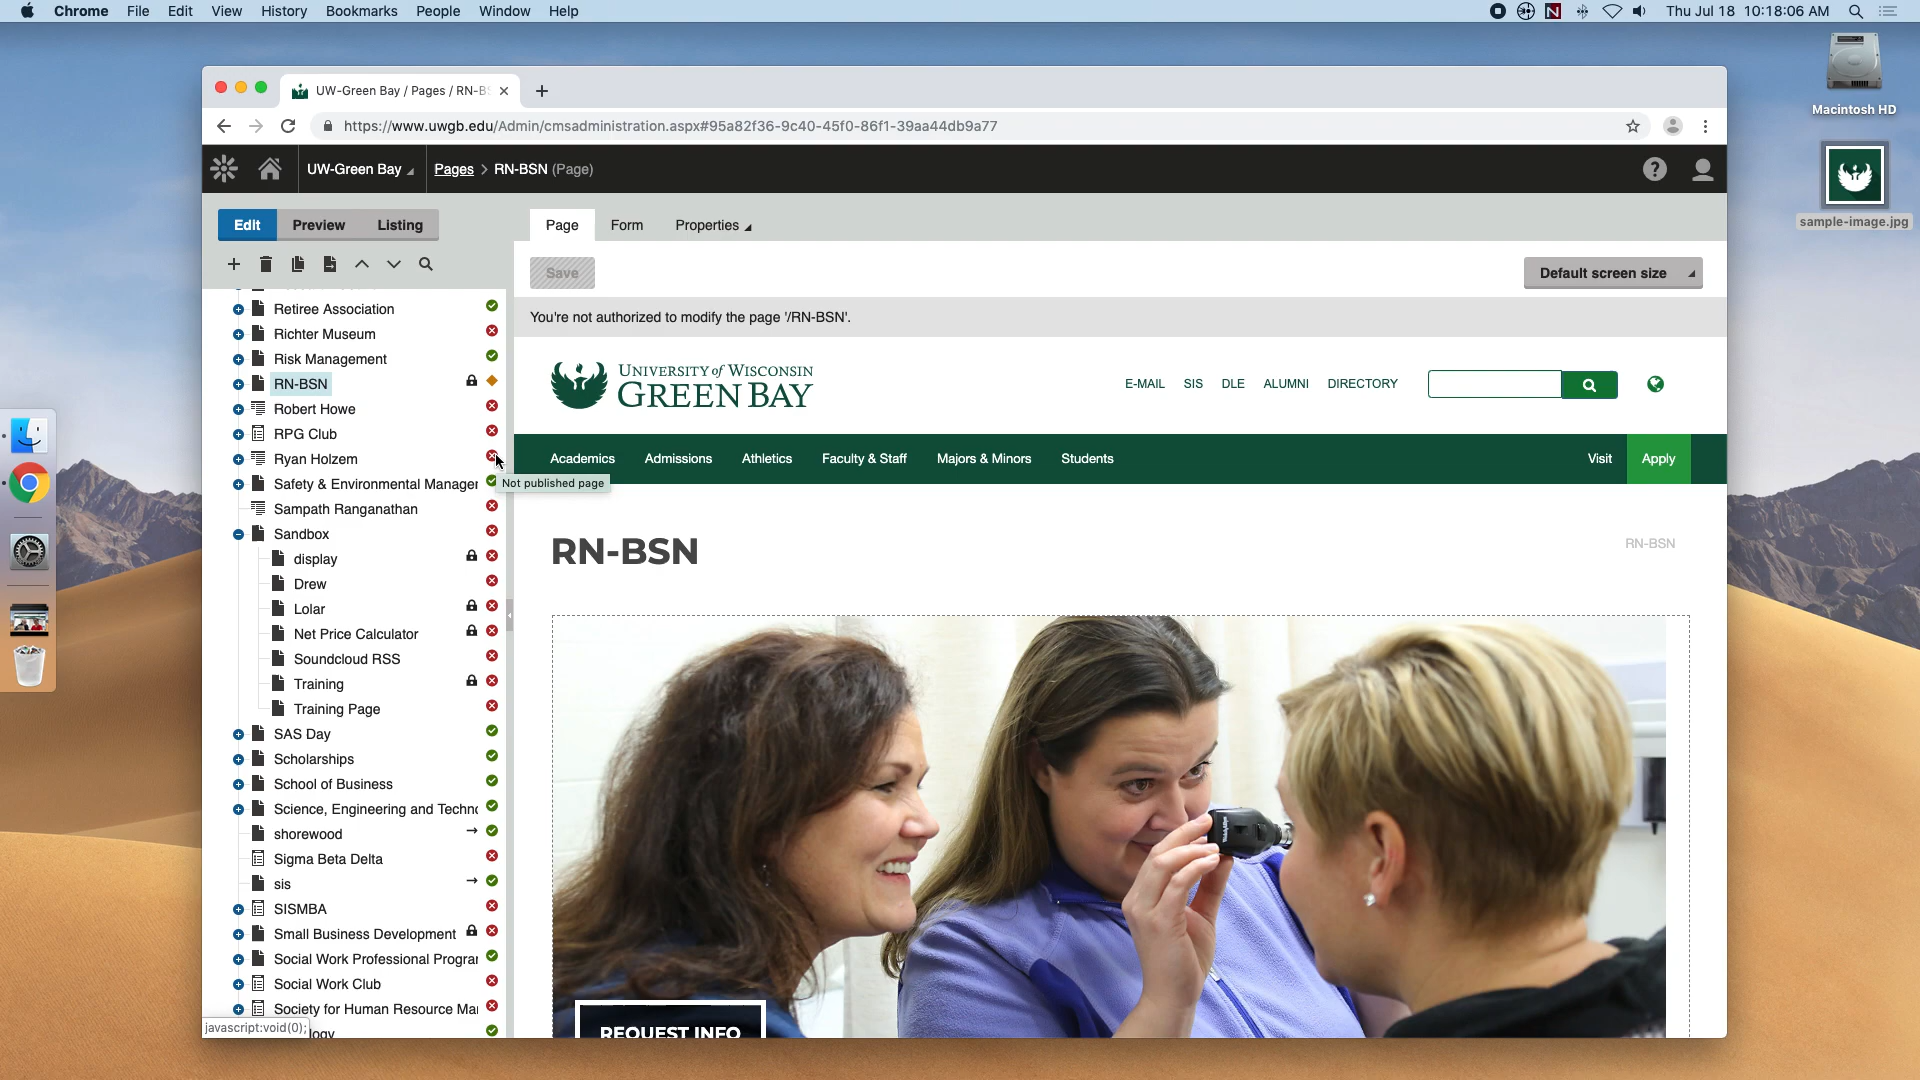 Chrome File Edit View History Bookmarks People Window Help
Thu Jul 18 10:18:06 AM
Macintosh HD
sample-image.jpg
UW-Green Bay / Pages / RN-BS
https://www.uwgb.edu/Admin/cmsadministration.aspx#95a82f36-9c40-45f0-86f1-39aa44db9a77
UW-Green Bay Pages > RN-BSN (Page)
Edit Preview Listing
Page Form Properties
Save
Default screen size
You're not authorized to modify the page '/RN-BSN'.
Retiree Association
Richter Museum
Risk Management
RN-BSN
Robert Howe
RPG Club
Ryan Holzem
Safety & Environmental Manager
Not published page
Sampath Ranganathan
Sandbox
display
Drew
Lolar
Net Price Calculator
Soundcloud RSS
Training
Training Page
SAS Day
Scholarships
School of Business
Science, Engineering and Techno
shorewood
Sigma Beta Delta
sis
SISMBA
Small Business Development
Social Work Professional Progra
Social Work Club
Society for Human Resource Ma
javascript:void(0);
logy
UNIVERSITY of WISCONSIN
GREEN BAY
E-MAIL SIS DLE ALUMNI DIRECTORY
Academics Admissions Athletics Faculty & Staff Majors & Minors Students Visit Apply
RN-BSN
RN-BSN
REQUEST INFO